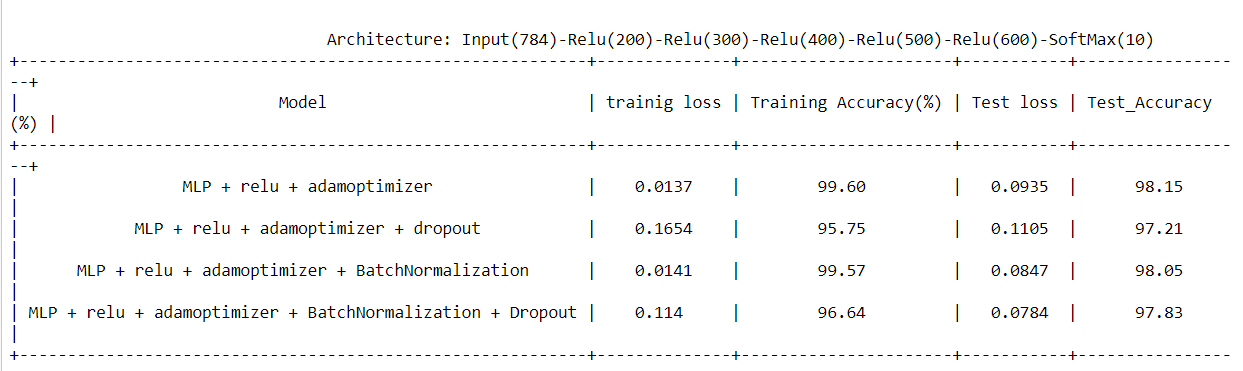 Architecture: Input(784)-Relu(200)-Relu(300)-Relu(400)-Relu(500)-Relu(600)-SoftMax(10)
+-----------------------------------------------------------+--------------+----------------------+-----------+----------------
--+
| Model | trainig loss | Training Accuracy(%) | Test loss | Test_Accuracy
(%) |
+-----------------------------------------------------------+--------------+----------------------+-----------+----------------
--+
| MLP + relu + adamoptimizer | 0.0137 | 99.60 | 0.0935 | 98.15
|
| MLP + relu + adamoptimizer + dropout | 0.1654 | 95.75 | 0.1105 | 97.21
|
| MLP + relu + adamoptimizer + BatchNormalization | 0.0141 | 99.57 | 0.0847 | 98.05
|
| MLP + relu + adamoptimizer + BatchNormalization + Dropout | 0.114 | 96.64 | 0.0784 | 97.83
|
+-----------------------------------------------------------+--------------+----------------------+-----------+----------------